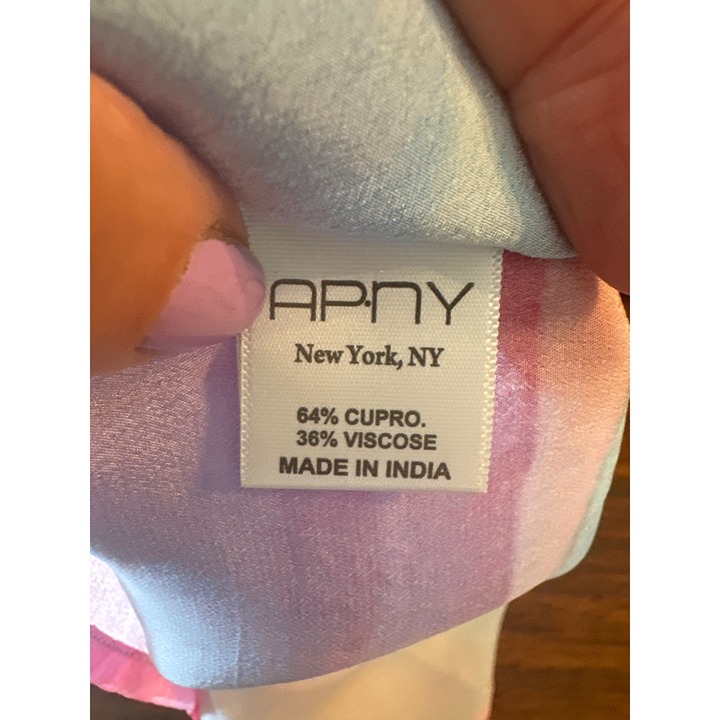 AP·NY
New York, NY
64% CUPRO.
36% VISCOSE
MADE IN INDIA